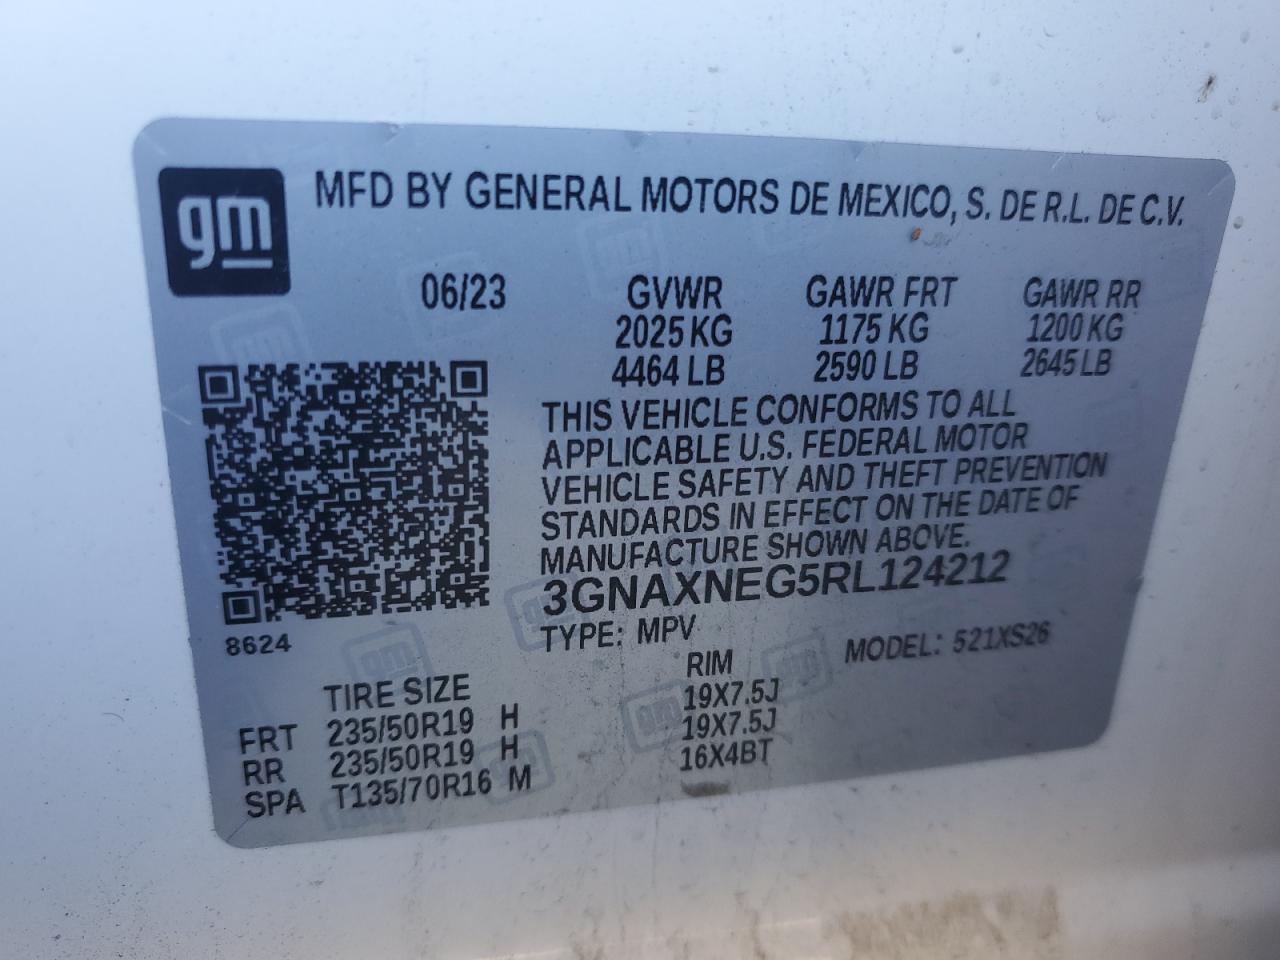 gm
MFD BY GENERAL MOTORS DE MEXICO, S. DE R.L. DE C.V.
06/23 GVWR GAWR FRT GAWR RR
2025 KG 1175 KG 1200 KG
4464 LB 2590 LB 2645 LB
THIS VEHICLE CONFORMS TO ALL
APPLICABLE U.S. FEDERAL MOTOR
VEHICLE SAFETY AND THEFT PREVENTION
STANDARDS IN EFFECT ON THE DATE OF
MANUFACTURE SHOWN ABOVE.
3GNAXNEG5RL124212
8624
TYPE: MPV MODEL: 521XS26
TIRE SIZE RIM
FRT 235/50R19 H 19X7.5J
RR 235/50R19 H 19X7.5J
SPA T135/70R16 M 16X4BT